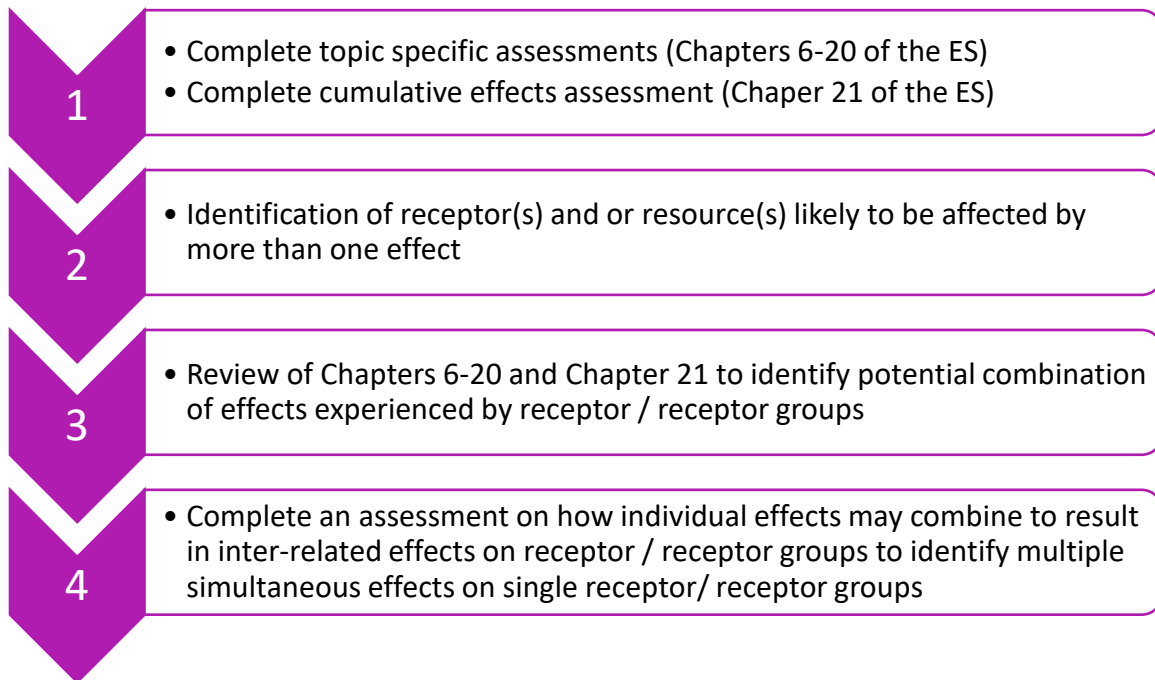 1
• Complete topic specific assessments (Chapters 6-20 of the ES)
• Complete cumulative effects assessment (Chaper 21 of the ES)
2
• Identification of receptor(s) and or resource(s) likely to be affected by
more than one effect
3
• Review of Chapters 6-20 and Chapter 21 to identify potential combination
of effects experienced by receptor / receptor groups
4
• Complete an assessment on how individual effects may combine to result
in inter-related effects on receptor / receptor groups to identify multiple
simultaneous effects on single receptor/ receptor groups